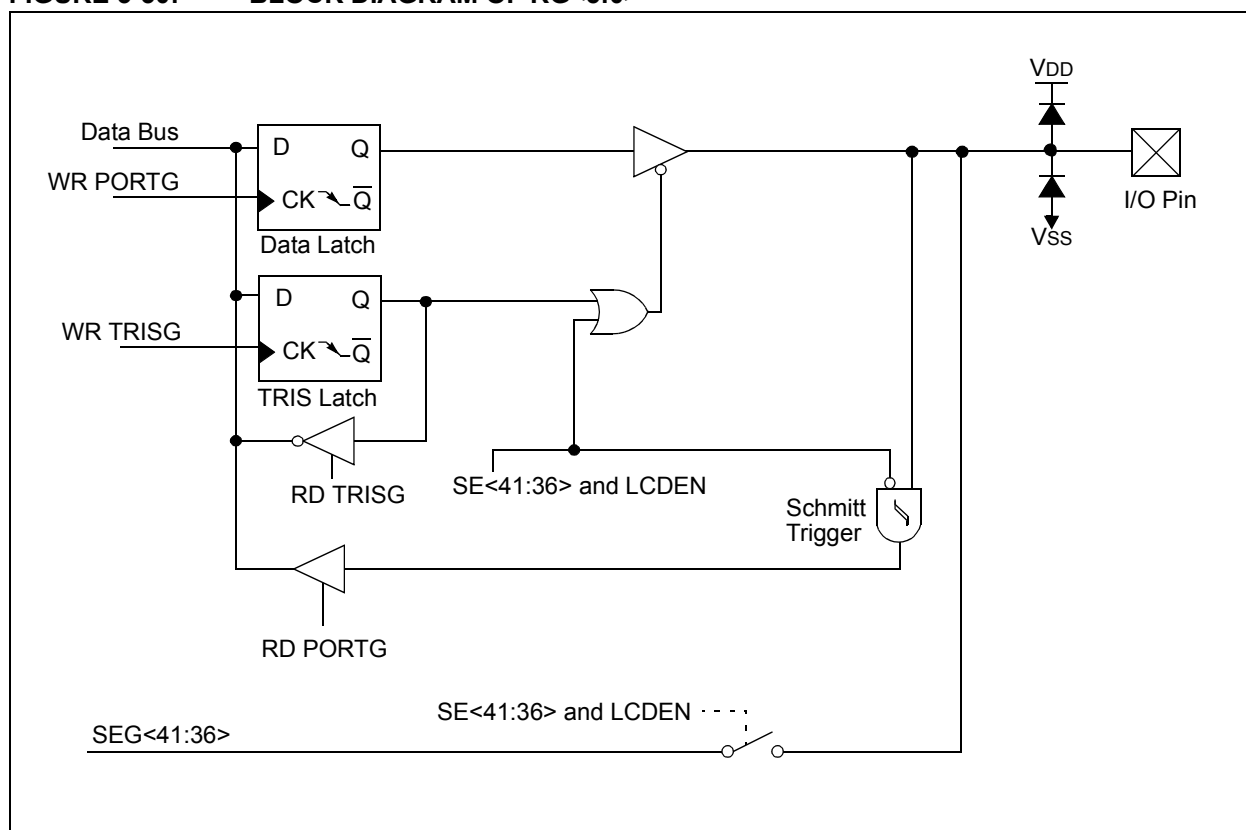 VDD
Data Bus
D Q
WR PORTG
CK Q
I/O Pin
Data Latch
VSS
D Q
WR TRISG
CK Q
TRIS Latch
RD TRISG
SE<41:36> and LCDEN
Schmitt
Trigger
RD PORTG
SE<41:36> and LCDEN
SEG<41:36>